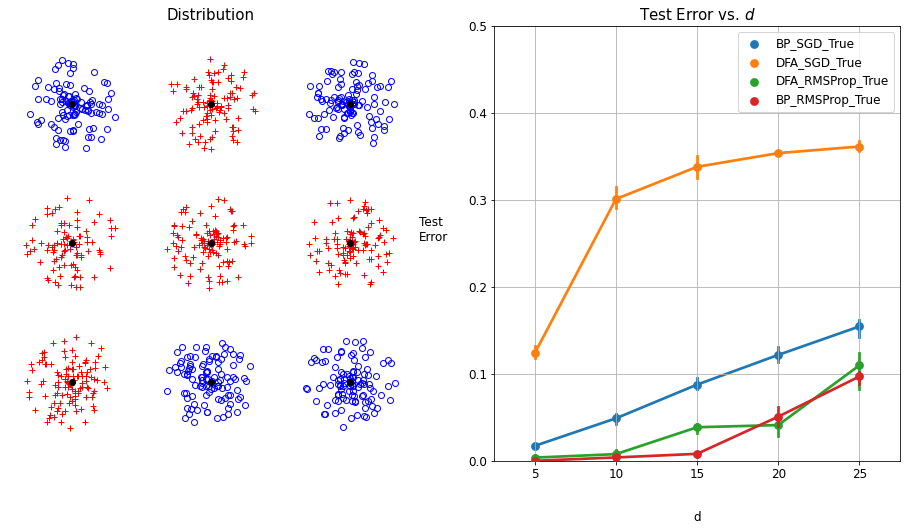 Distribution
Test Error vs. d
BP_SGD_True
DFA_SGD_True
DFA_RMSProp_True
BP_RMSProp_True
Test
Error
0.5
0.4
0.3
0.2
0.1
0.0
5 10 15 20 25
d